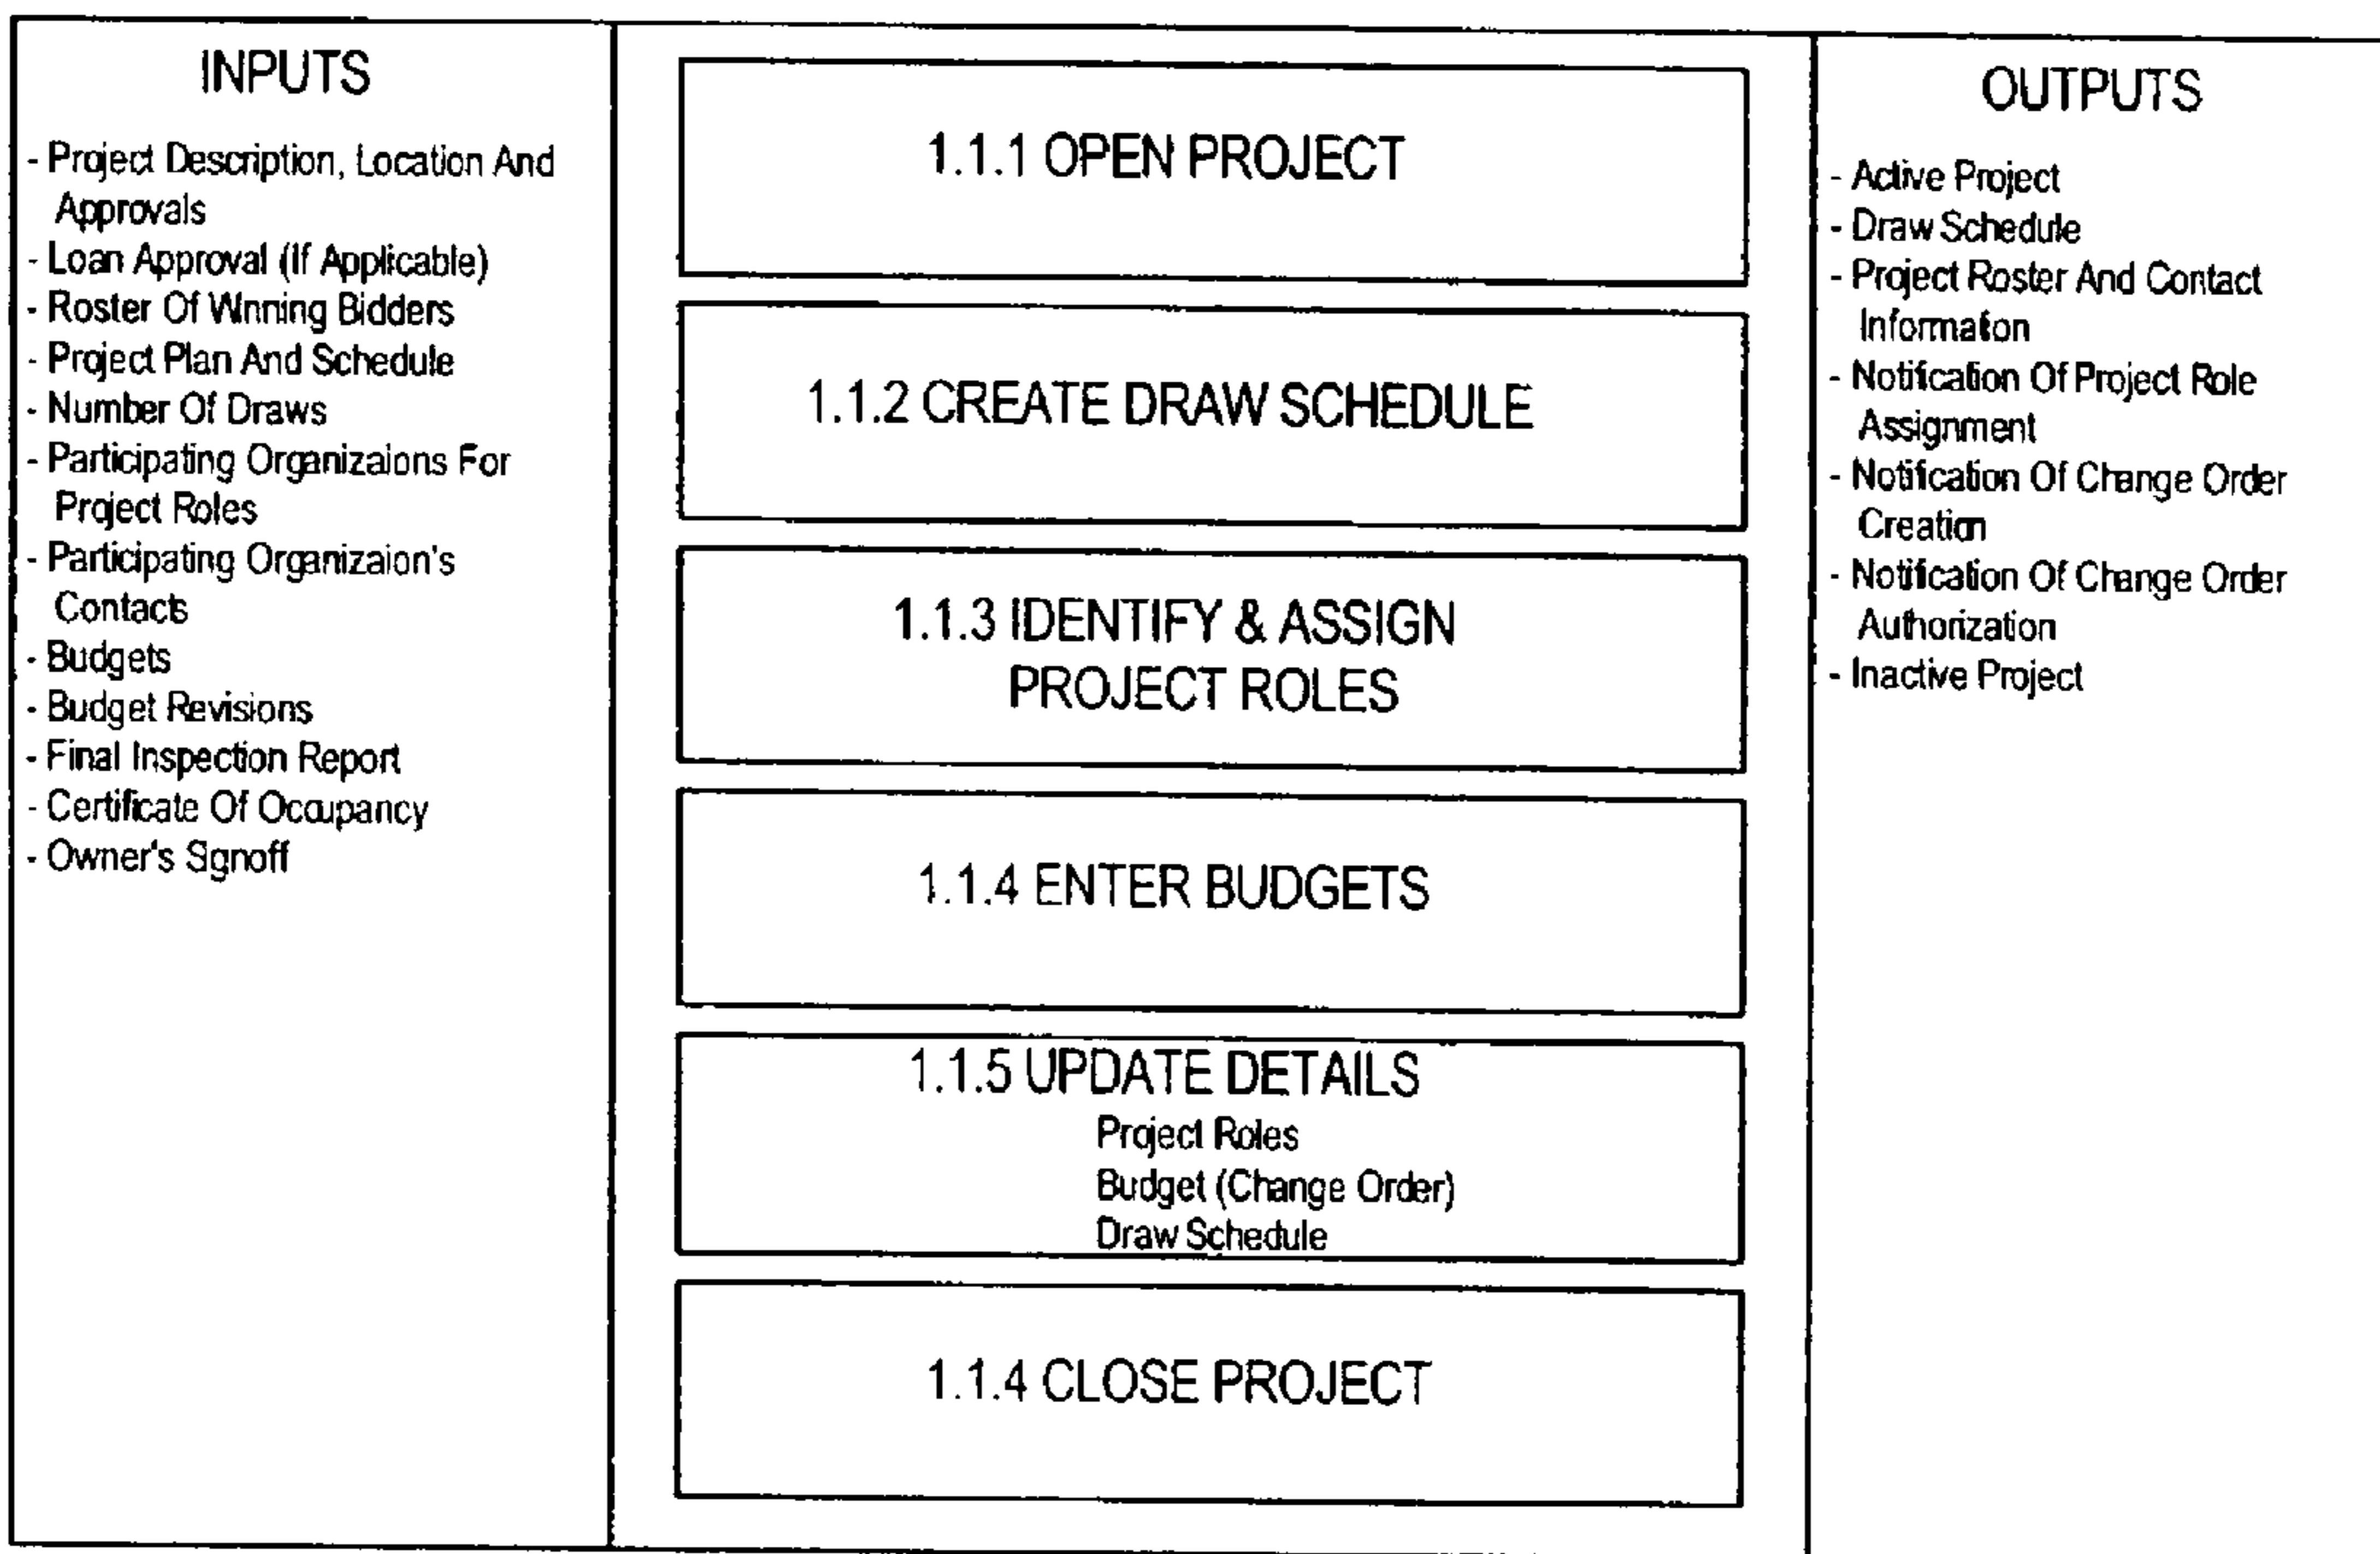 INPUTS
- Project Description, Location And
Approvals
- Loan Approval (If Applicable)
- Roster Of Winning Bidders
- Project Plan And Schedule
- Number Of Draws
- Participating Organizaions For
Project Roles
- Participating Organizaion's
Contacts
- Budgets
- Budget Revisions
- Final Inspection Report
- Certificate Of Occupancy
- Owner's Signoff
1.1.1 OPEN PROJECT
1.1.2 CREATE DRAW SCHEDULE
1.1.3 IDENTIFY & ASSIGN
PROJECT ROLES
1.1.4 ENTER BUDGETS
1.1.5 UPDATE DETAILS
Project Roles
Budget (Change Order)
Draw Schedule
1.1.4 CLOSE PROJECT
OUTPUTS
- Active Project
- Draw Schedule
- Project Roster And Contact
Information
- Notification Of Project Role
Assignment
- Notification Of Change Order
Creation
- Notification Of Change Order
Authorization
- Inactive Project